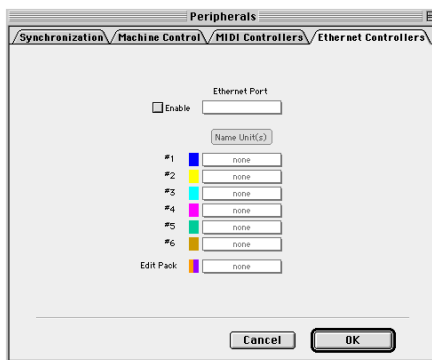 Peripherals
Synchronization Machine Control MIDI Controllers Ethernet Controllers
Ethernet Port
Enable
Name Unit(s)
#1 none
#2 none
#3 none
#4 none
#5 none
#6 none
Edit Pack none
Cancel OK